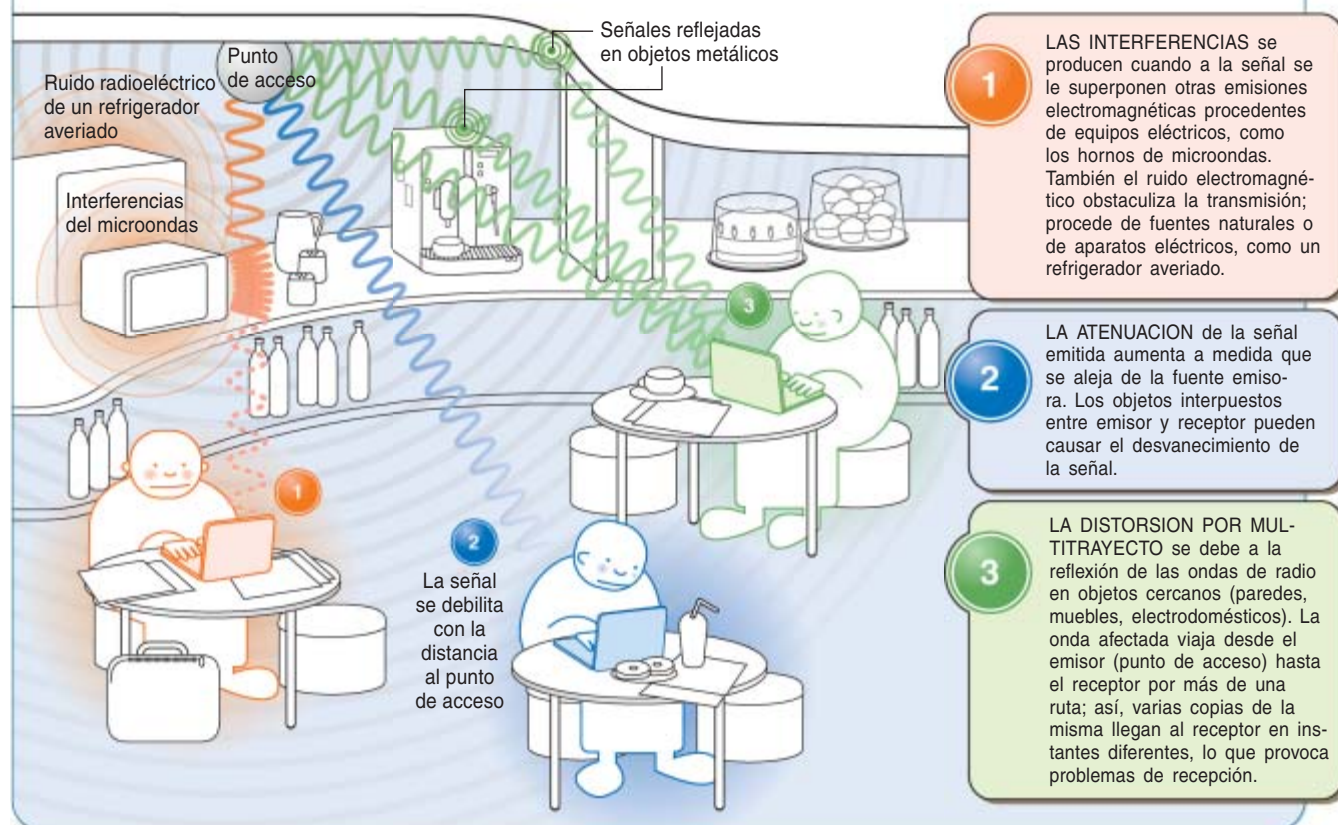 Señales reflejadas
en objetos metálicos
Punto
de acceso
Ruido radioeléctrico
de un refrigerador
averiado
Interferencias
del microondas
3
1
2
La señal
se debilita
con la
distancia
al punto
de acceso
1
LAS INTERFERENCIAS se
producen cuando a la señal se
le superponen otras emisiones
electromagnéticas procedentes
de equipos eléctricos, como
los hornos de microondas.
También el ruido electromagné-
tico obstaculiza la transmisión;
procede de fuentes naturales o
de aparatos eléctricos, como un
refrigerador averiado.
2
LA ATENUACION de la señal
emitida aumenta a medida que
se aleja de la fuente emiso-
ra. Los objetos interpuestos
entre emisor y receptor pueden
causar el desvanecimiento de
la señal.
3
LA DISTORSION POR MUL-
TITRAYECTO se debe a la
reflexión de las ondas de radio
en objetos cercanos (paredes,
muebles, electrodomésticos). La
onda afectada viaja desde el
emisor (punto de acceso) hasta
el receptor por más de una
ruta; así, varias copias de la
misma llegan al receptor en ins-
tantes diferentes, lo que provoca
problemas de recepción.